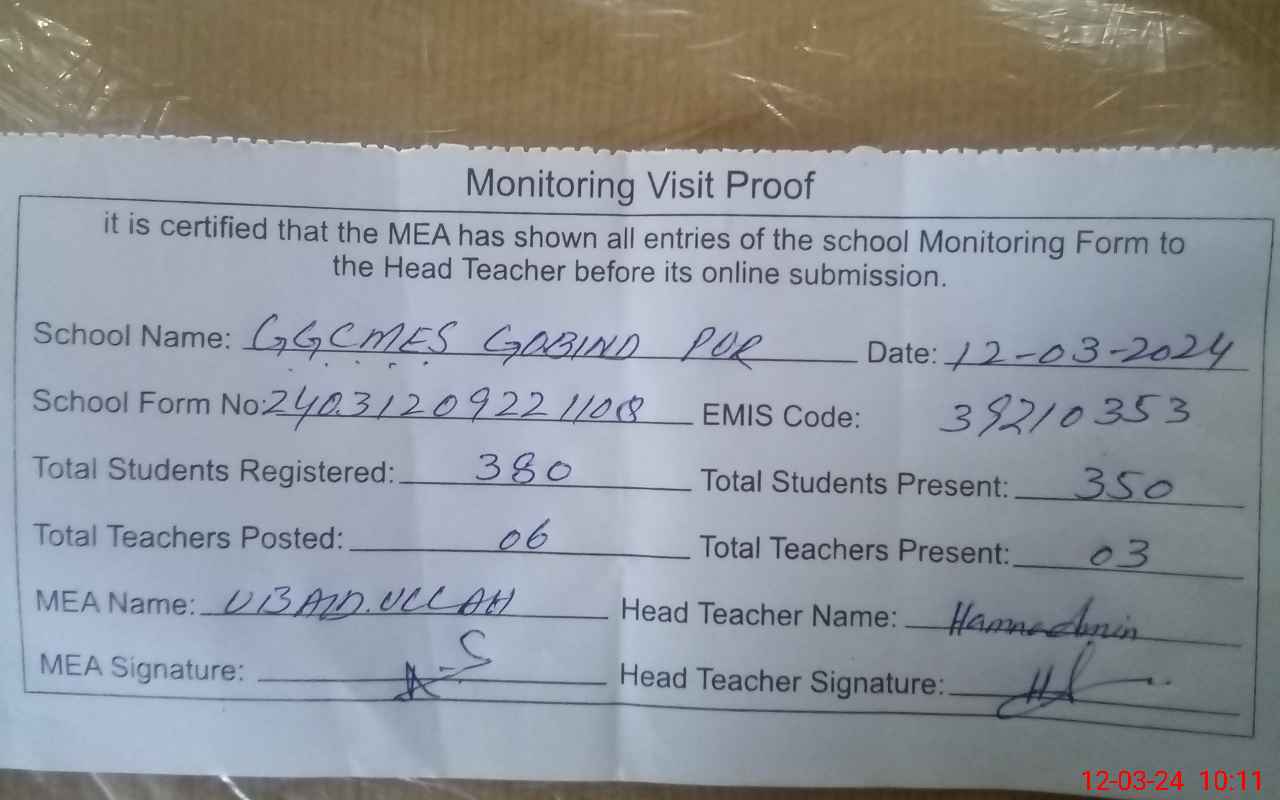 Monitoring Visit Proof
it is certified that the MEA has shown all entries of the school Monitoring Form to
the Head Teacher before its online submission.
School Name: GGCMES GOBIND PUR Date: 12-03-2024
School Form No: 240312092211108 EMIS Code: 39210353
Total Students Registered: 380 Total Students Present: 350
Total Teachers Posted: 06 Total Teachers Present: 03
MEA Name: UBAID.ULLAH Head Teacher Name: Hamna Amin
MEA Signature: Head Teacher Signature:
12-03-24 10:11